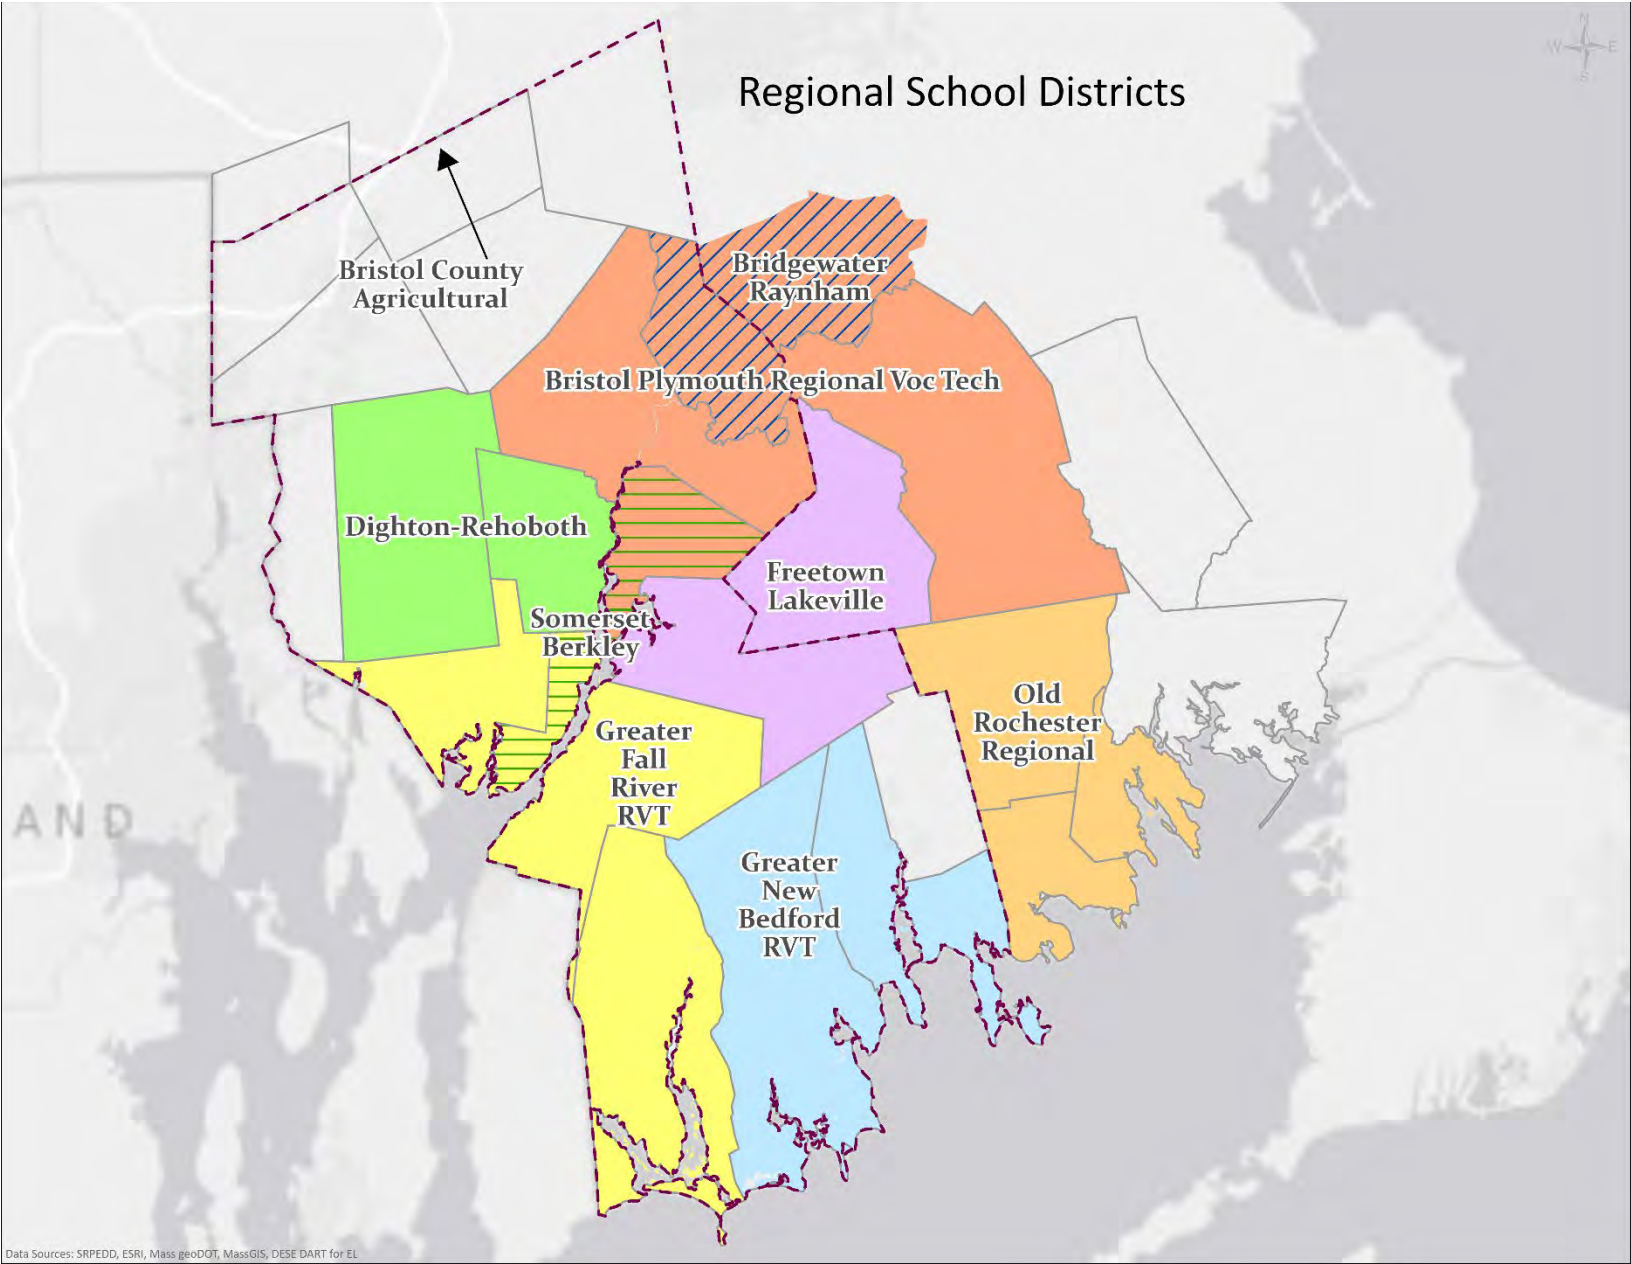 N
W E
S
Regional School Districts
Bristol County
Agricultural
Bridgewater
Raynham
Bristol Plymouth Regional Voc Tech
Dighton-Rehoboth
Freetown
Lakeville
Somerset
Berkley
Old
Rochester
Regional
Greater
Fall
River
RVT
AND
Greater
New
Bedford
RVT
Data Sources: SRPEDD, ESRI, Mass geoDOT, MassGIS, DESE DART for EL